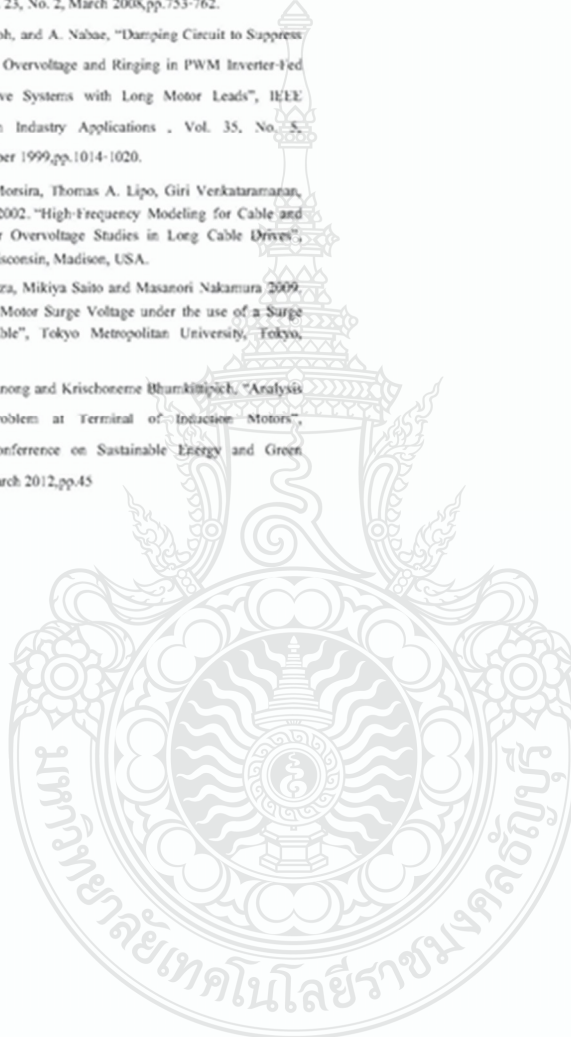 23, No. 2, March 2008,pp.753-762.
oh, and A. Nabae, “Damping Circuit to Suppress
Overvoltage and Ringing in PWM Inverter-Fed
ve Systems with Long Motor Leads”, IEEE
n Industry Applications , Vol. 35, No. 5,
ber 1999,pp.1014-1020.
Moreira, Thomas A. Lipo, Giri Venkataramanan,
2002. “High-Frequency Modeling for Cable and
r Overvoltage Studies in Long Cable Drives”,
isconsin, Madison, USA.
za, Mikiya Saito and Masanori Nakamura 2009.
Motor Surge Voltage under the use of a Surge
ble”, Tokyo Metropolitan University, Tokyo,
nong and Krischoneme Bhumkittipich, “Analysis
oblem at Terminal of Induction Motors”,
onferrence on Sustainable Energy and Green
arch 2012,pp.45
มหาวิทยาลัยเทคโนโลยีราชมงคลธัญบุรี